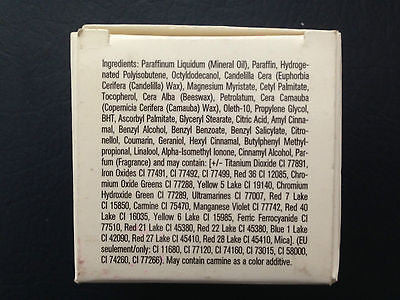 Ingredients: Paraffinum Liquidum (Mineral Oil), Paraffin, Hydroge-
nated Polyisobutene, Octyldodecanol, Candelilla Cera (Euphorbia
Cerifera (Candelilla) Wax), Magnesium Myristate, Cetyl Palmitate,
Tocopherol, Cera Alba (Beeswax), Petrolatum, Cera Carnauba
(Copernicia Cerifera (Carnauba) Wax), Oleth-10, Propylene Glycol,
BHT, Ascorbyl Palmitate, Glyceryl Stearate, Citric Acid, Amyl Cinna-
mal, Benzyl Alcohol, Benzyl Benzoate, Benzyl Salicylate, Citro-
nellol, Coumarin, Geraniol, Hexyl Cinnamal, Butylphenyl Methyl-
propional, Linalool, Alpha-Isomethyl Ionone, Cinnamyl Alcohol, Par-
fum (Fragrance) and may contain: [+/- Titanium Dioxide CI 77891,
Iron Oxides CI 77491, CI 77492, CI 77499, Red 36 CI 12085, Chrom-
ium Oxide Greens CI 77288, Yellow 5 Lake CI 19140, Chromium
Hydroxide Green CI 77289, Ultramarines CI 77007, Red 7 Lake
CI 15850, Carmine CI 75470, Manganese Violet CI 77742, Red 40
Lake CI 16035, Yellow 6 Lake CI 15985, Ferric Ferrocyanide CI
77510, Red 21 Lake CI 45380, Red 22 Lake CI 45380, Blue 1 Lake
CI 42090, Red 27 Lake CI 45410, Red 28 Lake CI 45410, Mica]. (EU
seulement/only: CI 11680, CI 77120, CI 74160, CI 73015, CI 58000,
CI 74260, CI 77266). May contain carmine as a color additive.